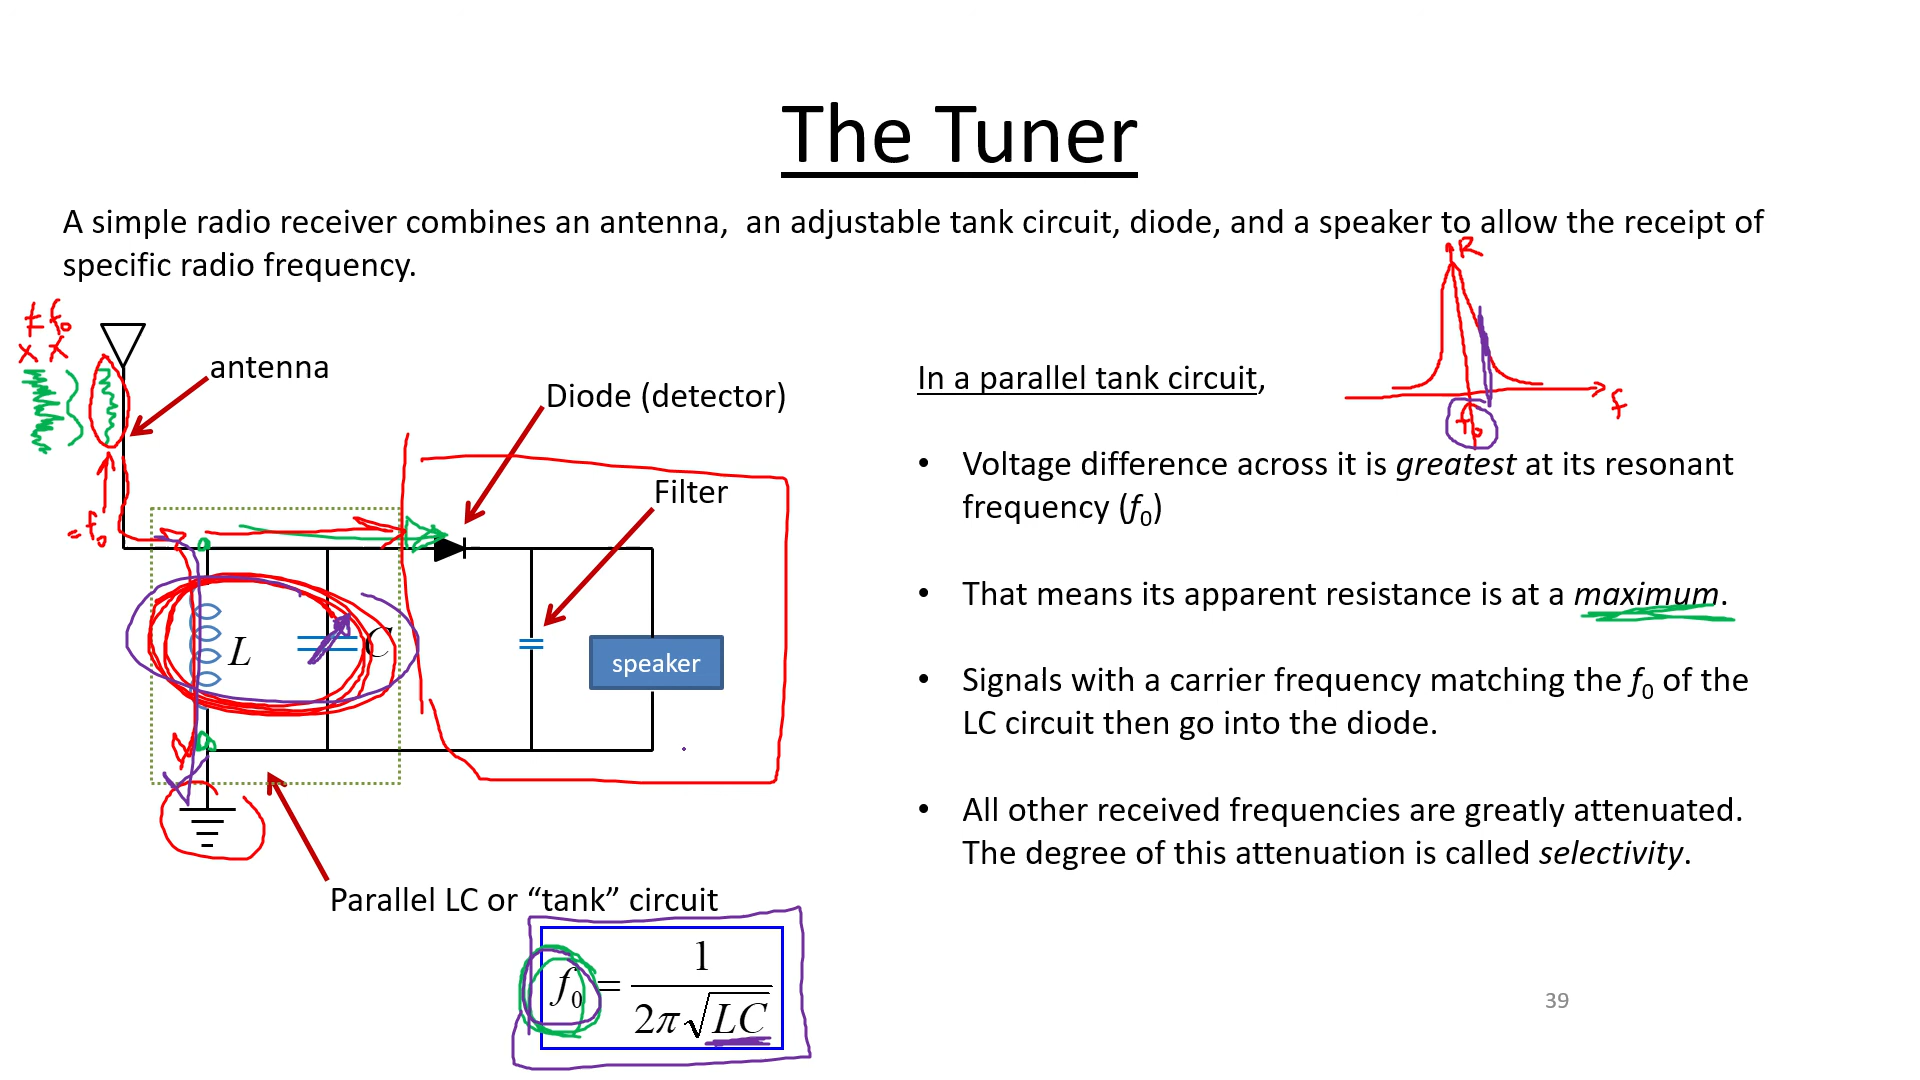 The Tuner
A simple radio receiver combines an antenna,  an adjustable tank circuit, diode, and a speaker to allow the receipt of
specific radio frequency.
R
≠ f₀
x x
antenna
Diode (detector)
In a parallel tank circuit,
f
f₀
• Voltage difference across it is greatest at its resonant
frequency (f₀)
Filter
= f₀
• That means its apparent resistance is at a maximum.
L
C
speaker
• Signals with a carrier frequency matching the f₀ of the
LC circuit then go into the diode.
• All other received frequencies are greatly attenuated.
The degree of this attenuation is called selectivity.
Parallel LC or “tank” circuit
f₀ = 1 / 2π√LC
39